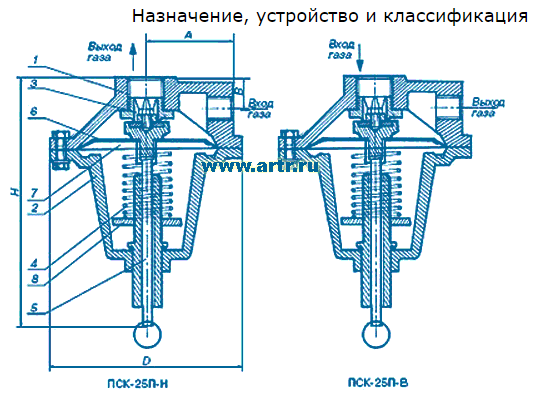 Назначение, устройство и классификация
Выход газа
А
Вход газа
1
3
В
Вход газа
Выход газа
6
www.artr.ru
Н
7
2
4
8
5
D
ПСК-25П-Н
ПСК-25П-В